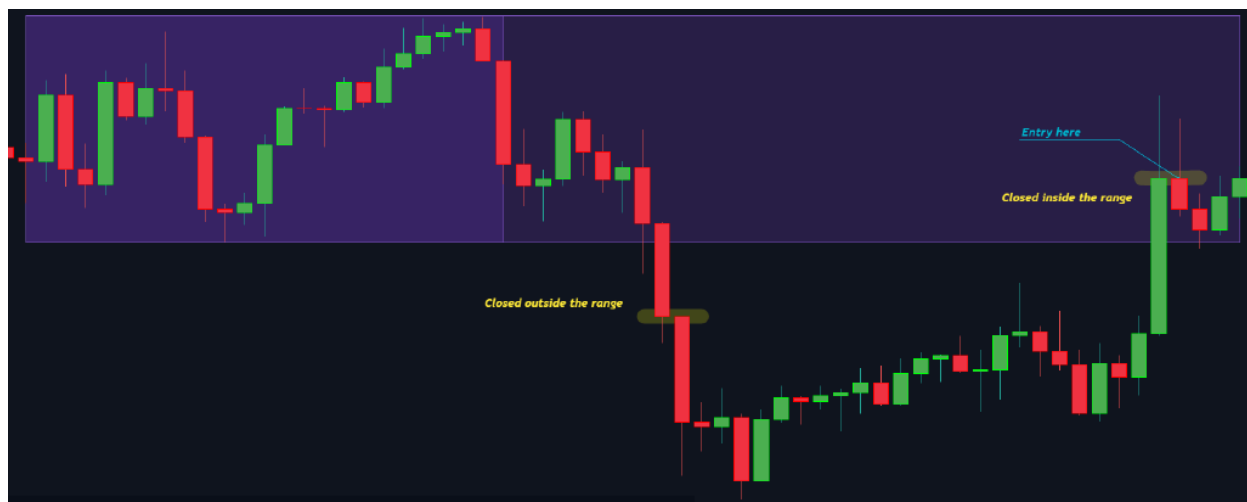 Entry here
Closed inside the range
Closed outside the range